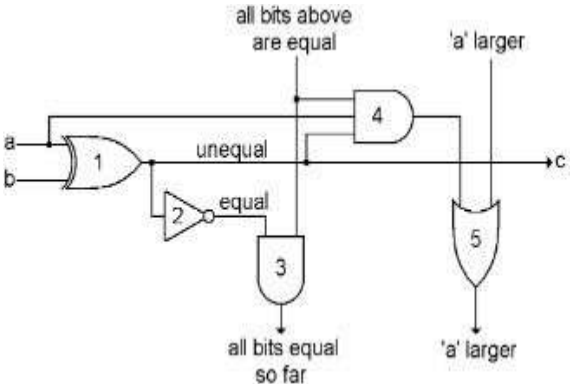 all bits above
are equal
'a' larger
4
a
1
unequal
c
b
2
equal
5
3
all bits equal
so far
'a' larger